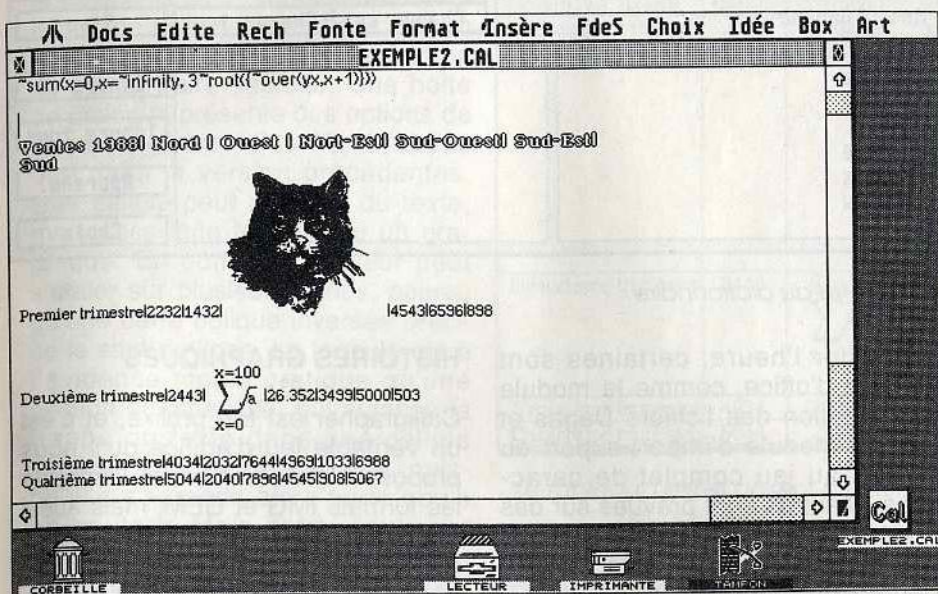 Docs Edite Rech Fonte Format Insère FdeS Choix Idée Box Art
EXEMPLE2.CAL
~sum(x=0,x=~infinity, 3~root({~over(yx,x+1)}))
Ventes 1988| Nord | Ouest | Nort-Est| Sud-Ouest| Sud-Est|
Sud
Premier trimestre|2232|1432| |4543|6596|898
x=100
Deuxième trimestre|2443| ∑√a |26.352|3499|5000|503
x=0
Troisième trimestre|4034|2032|7644|4969|1033|6988
Quatrième trimestre|5044|2040|7898|4545|908|5067
Cal
EXEMPLE2.CAL
CORBEILLE LECTEUR IMPRIMANTE